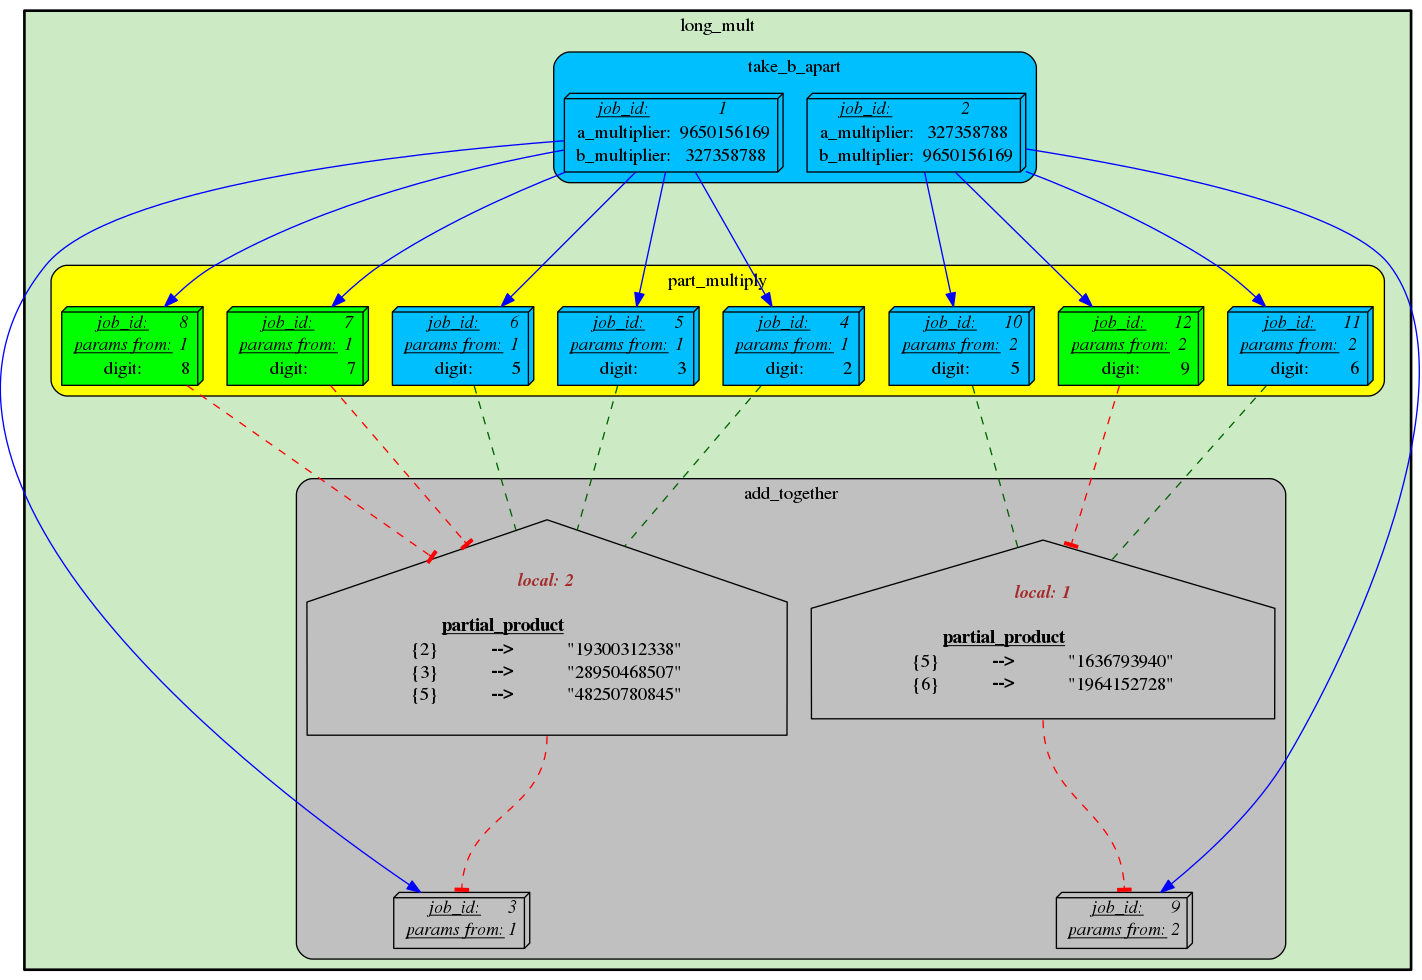 long_mult
take_b_apart
job_id: 1
a_multiplier: 9650156169
b_multiplier: 327358788
job_id: 2
a_multiplier: 327358788
b_multiplier: 9650156169
part_multiply
job_id: 8
params from: 1
digit: 8
job_id: 7
params from: 1
digit: 7
job_id: 6
params from: 1
digit: 5
job_id: 5
params from: 1
digit: 3
job_id: 4
params from: 1
digit: 2
job_id: 10
params from: 2
digit: 5
job_id: 12
params from: 2
digit: 9
job_id: 11
params from: 2
digit: 6
add_together
local: 2
partial_product
{2} --> "19300312338"
{3} --> "28950468507"
{5} --> "48250780845"
local: 1
partial_product
{5} --> "1636793940"
{6} --> "1964152728"
job_id: 3
params from: 1
job_id: 9
params from: 2